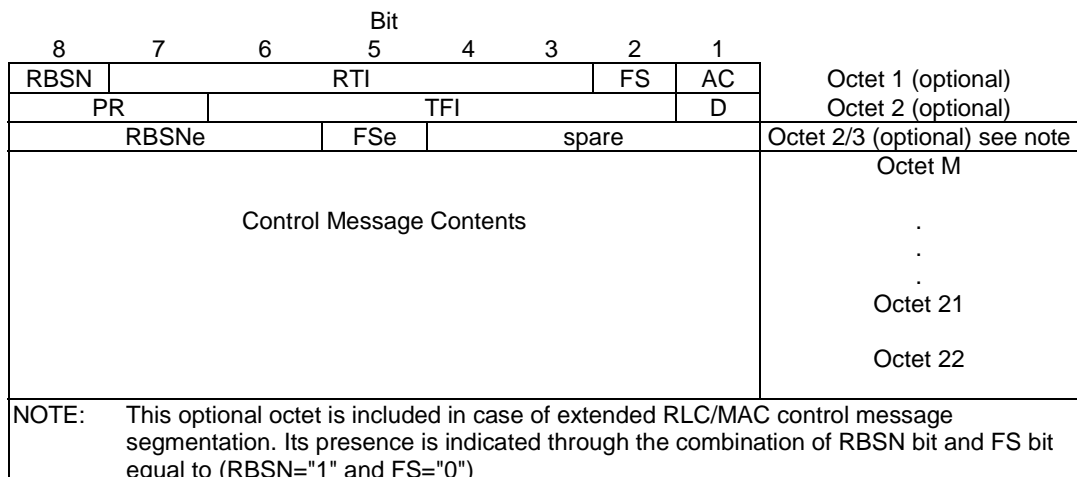 Bit
8 7 6 5 4 3 2 1
RBSN RTI FS AC Octet 1 (optional)
PR TFI D Octet 2 (optional)
RBSNe FSe spare Octet 2/3 (optional) see note
Octet M
Control Message Contents .
.
.
Octet 21
Octet 22
NOTE: This optional octet is included in case of extended RLC/MAC control message
segmentation. Its presence is indicated through the combination of RBSN bit and FS bit
equal to (RBSN="1" and FS="0")